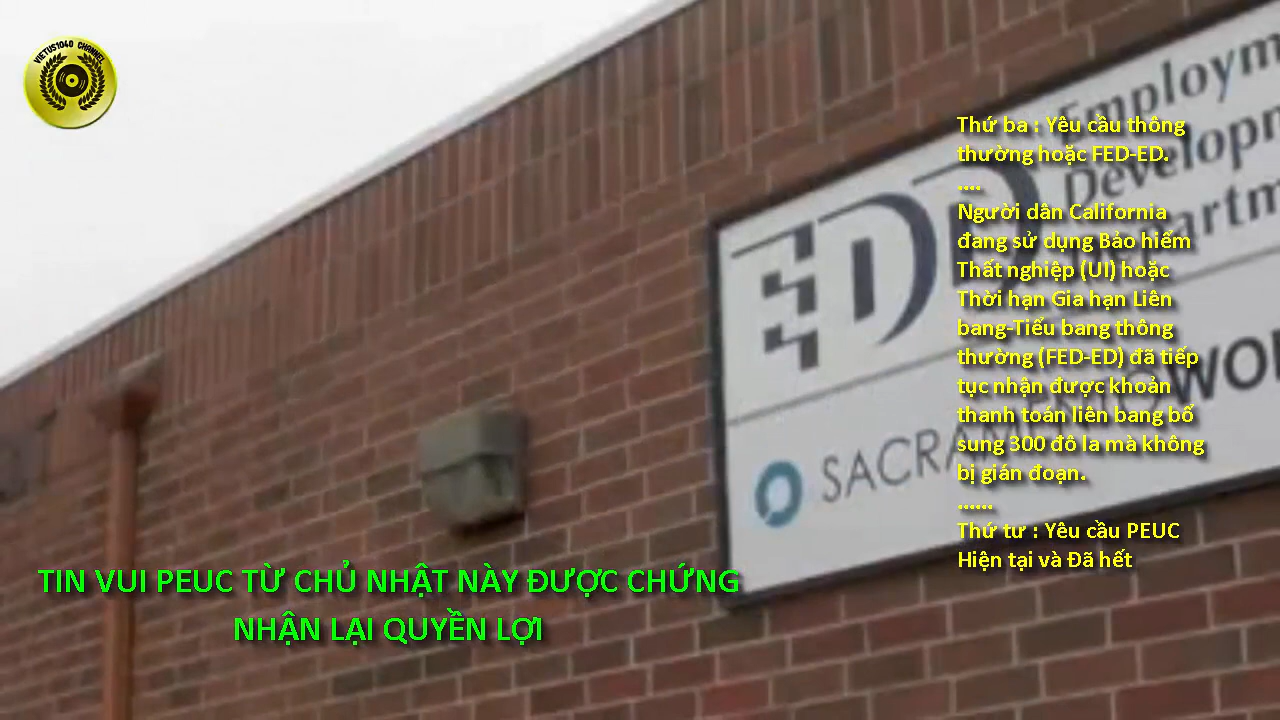 VIETUS1040 CHANNEL
Employm
Developm
artm
EDD
SACRA
WO
Thứ ba : Yêu cầu thông
thường hoặc FED-ED.
....
Người dân California
đang sử dụng Bảo hiểm
Thất nghiệp (UI) hoặc
Thời hạn Gia hạn Liên
bang-Tiểu bang thông
thường (FED-ED) đã tiếp
tục nhận được khoản
thanh toán liên bang bổ
sung 300 đô la mà không
bị gián đoạn.
......
Thứ tư : Yêu cầu PEUC
Hiện tại và Đã hết
TIN VUI PEUC TỪ CHỦ NHẬT NÀY ĐƯỢC CHỨNG
NHẬN LẠI QUYỀN LỢI